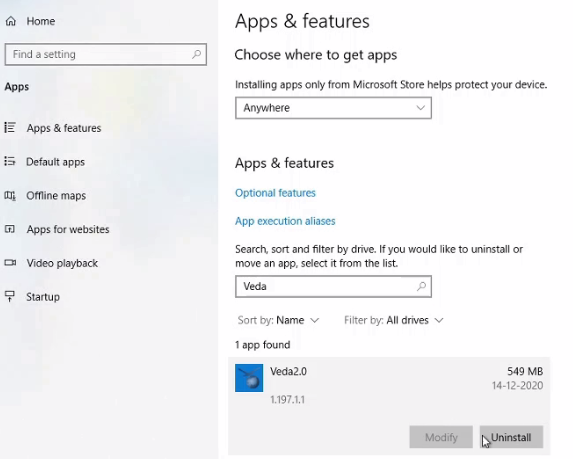 Home
Find a setting
Apps
Apps & features
Default apps
Offline maps
Apps for websites
Video playback
Startup
Apps & features
Choose where to get apps
Installing apps only from Microsoft Store helps protect your device.
Anywhere
Apps & features
Optional features
App execution aliases
Search, sort and filter by drive. If you would like to uninstall or
move an app, select it from the list.
Veda
Sort by: Name Filter by: All drives
1 app found
Veda2.0 549 MB
14-12-2020
1.197.1.1
Modify Uninstall